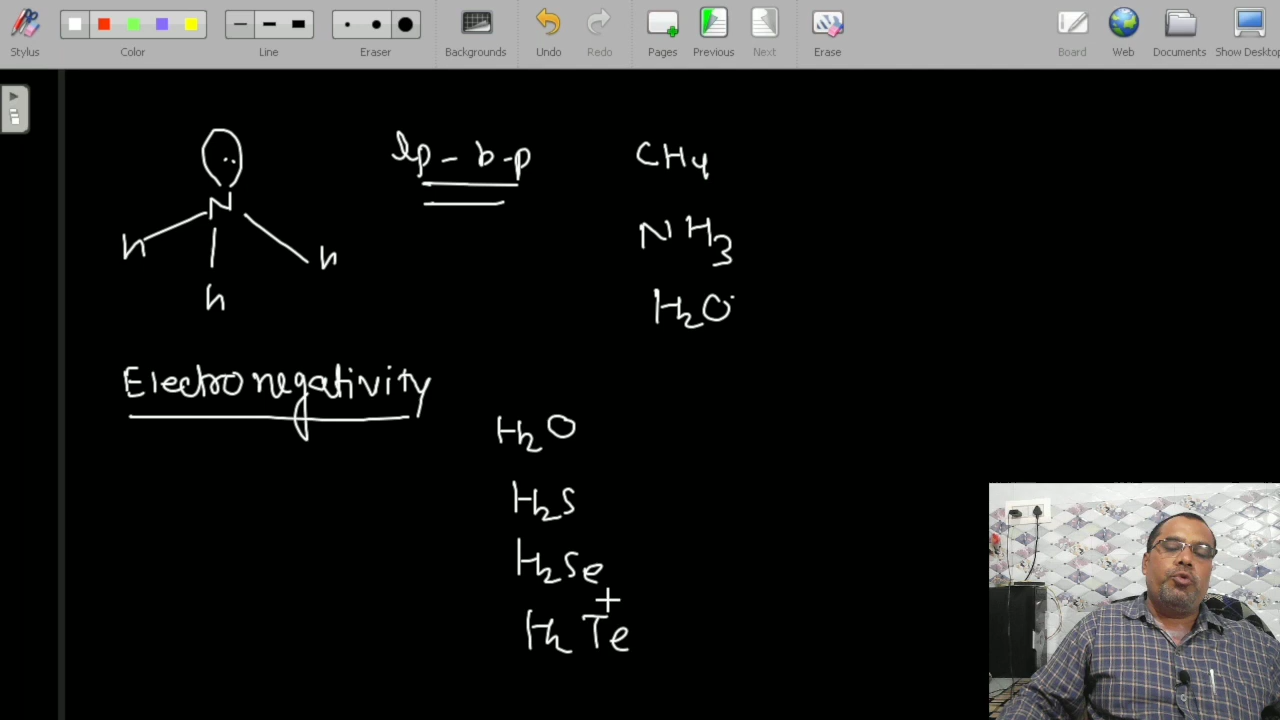 Stylus
Color
Line
Eraser
Backgrounds
Undo
Redo
Pages
Previous
Next
Erase
Board
Web
Documents
Show Desktop
lp - b-p
CH4
N
h
h
h
NH3
H2O
Electronegativity
H2O
H2S
H2Se
H2Te